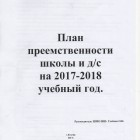 План
преемственности
школы и д/с
на 2017-2018
учебный год.